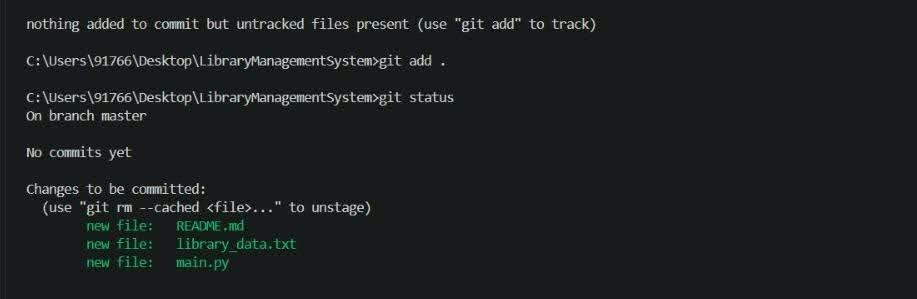 nothing added to commit but untracked files present (use "git add" to track)
C:\Users\91766\Desktop\LibraryManagementSystem>git add .
C:\Users\91766\Desktop\LibraryManagementSystem>git status
On branch master
No commits yet
Changes to be committed:
(use "git rm --cached <file>..." to unstage)
new file:   README.md
new file:   library_data.txt
new file:   main.py